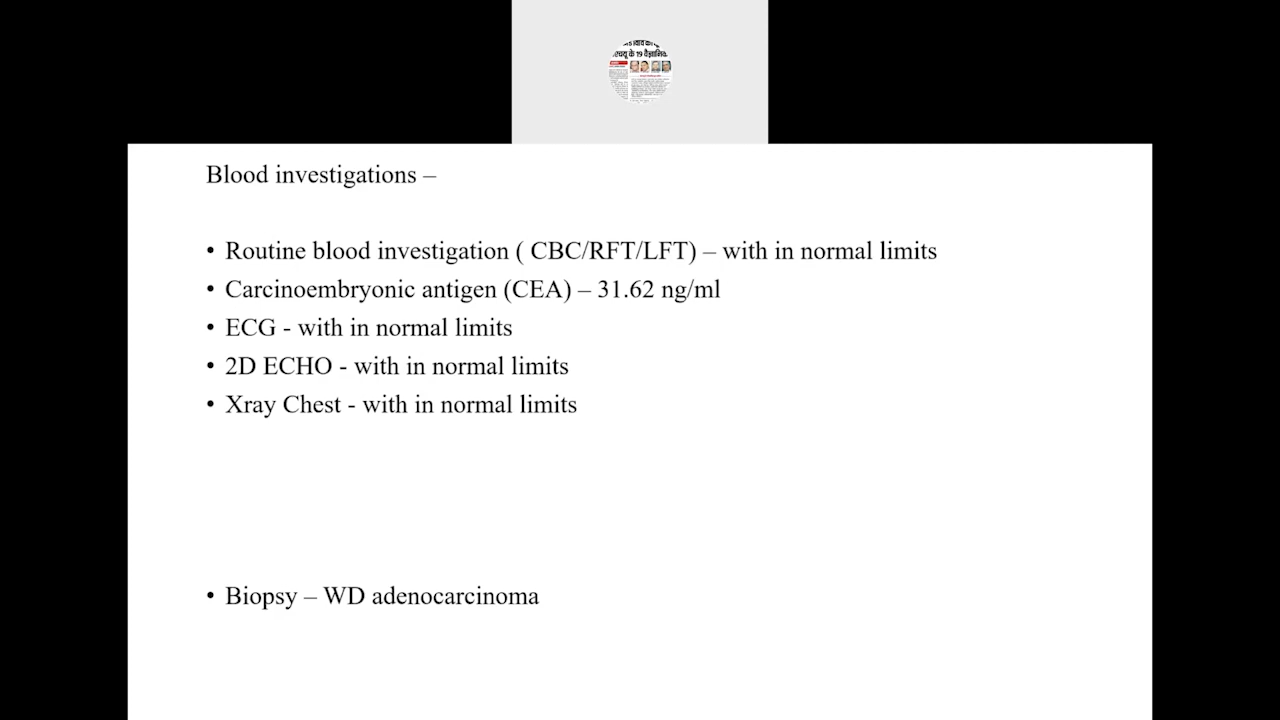 के 19 वैज्ञानिक
Blood investigations –
• Routine blood investigation ( CBC/RFT/LFT) – with in normal limits
• Carcinoembryonic antigen (CEA) – 31.62 ng/ml
• ECG - with in normal limits
• 2D ECHO - with in normal limits
• Xray Chest - with in normal limits
• Biopsy – WD adenocarcinoma